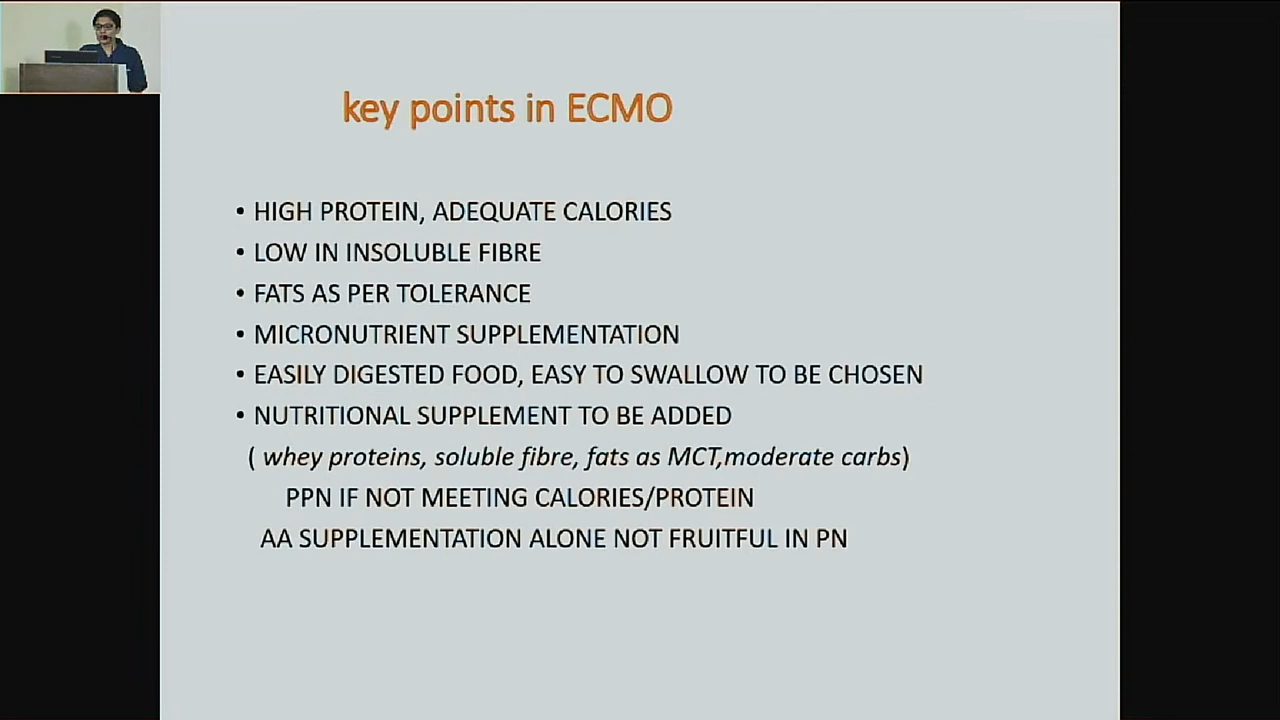 key points in ECMO
• HIGH PROTEIN, ADEQUATE CALORIES
• LOW IN INSOLUBLE FIBRE
• FATS AS PER TOLERANCE
• MICRONUTRIENT SUPPLEMENTATION
• EASILY DIGESTED FOOD, EASY TO SWALLOW TO BE CHOSEN
• NUTRITIONAL SUPPLEMENT TO BE ADDED
( whey proteins, soluble fibre, fats as MCT,moderate carbs)
PPN IF NOT MEETING CALORIES/PROTEIN
AA SUPPLEMENTATION ALONE NOT FRUITFUL IN PN